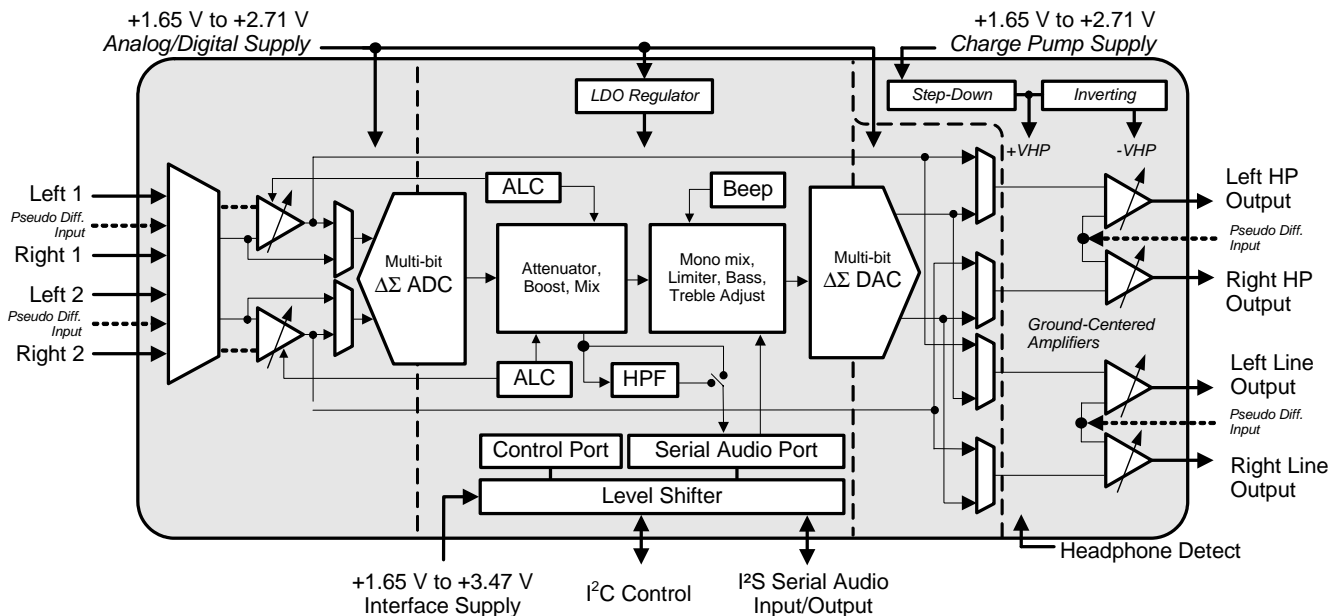 +1.65 V to +2.71 V
Analog/Digital Supply
+1.65 V to +2.71 V
Charge Pump Supply
LDO Regulator
Step-Down
Inverting
+VHP
-VHP
Left 1
Pseudo Diff.
Input
Right 1
Left 2
Pseudo Diff.
Input
Right 2
ALC
Beep
Multi-bit
ΔΣ ADC
Attenuator,
Boost, Mix
Mono mix,
Limiter, Bass,
Treble Adjust
Multi-bit
ΔΣ DAC
ALC
HPF
Control Port
Serial Audio Port
Level Shifter
Left HP
Output
Pseudo Diff.
Input
Right HP
Output
Ground-Centered
Amplifiers
Left Line
Output
Pseudo Diff.
Input
Right Line
Output
Headphone Detect
+1.65 V to +3.47 V
Interface Supply
I²C Control
I²S Serial Audio
Input/Output